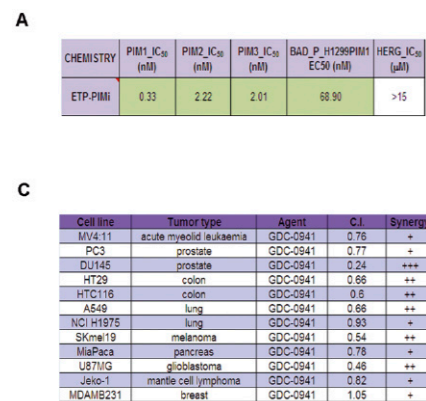 A
CHEMISTRY PIM1_IC50 (nM) PIM2_IC50 (nM) PIM3_IC50 (nM) BAD_P_H1299PIM1 EC50 (nM) HERG_IC50 (µM)
ETP-PIMi 0.33 2.22 2.01 68.90 >15
C
Cell line Tumor type Agent C.I. Synergy
MV4:11 acute myeolid leukaemia GDC-0941 0.76 +
PC3 prostate GDC-0941 0.77 +
DU145 prostate GDC-0941 0.24 +++
HT29 colon GDC-0941 0.66 ++
HTC116 colon GDC-0941 0.6 ++
A549 lung GDC-0941 0.66 ++
NCI H1975 lung GDC-0941 0.93 +
SKmel19 melanoma GDC-0941 0.54 ++
MiaPaca pancreas GDC-0941 0.78 +
U87MG glioblastoma GDC-0941 0.46 ++
Jeko-1 mantle cell lymphoma GDC-0941 0.82 +
MDAMB231 breast GDC-0941 1.05 +